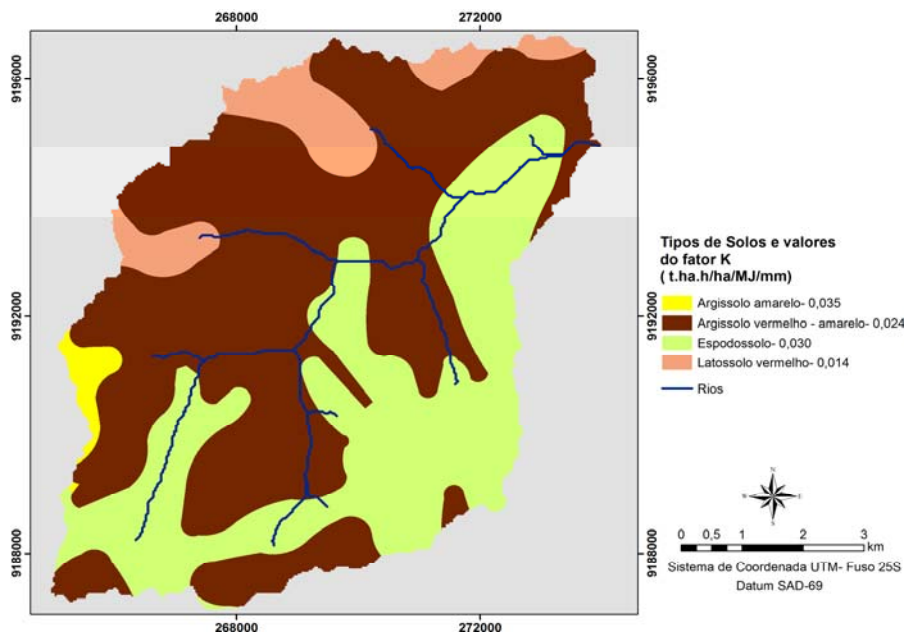 268000
272000
9196000
9196000
9192000
9192000
9188000
9188000
268000
272000
Tipos de Solos e valores
do fator K
( t.ha.h/ha/MJ/mm)
Argissolo amarelo- 0,035
Argissolo vermelho - amarelo- 0,024
Espodossolo- 0,030
Latossolo vermelho- 0,014
Rios
N
W
E
S
0 0,5 1 2 3
km
Sistema de Coordenada UTM- Fuso 25S
Datum SAD-69